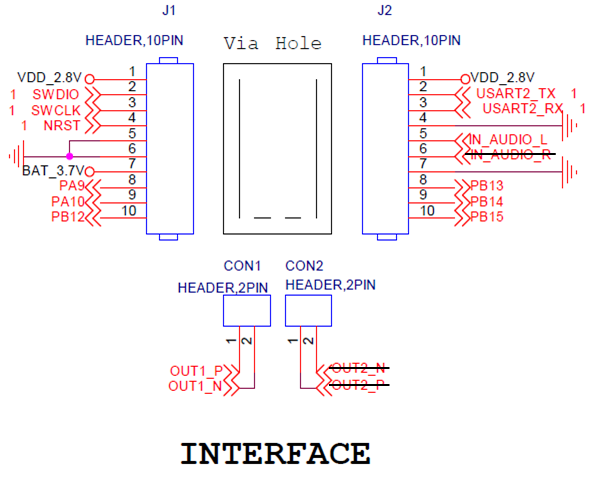 J1
J2
HEADER,10PIN
Via Hole
HEADER,10PIN
VDD_2.8V 1
1 SWDIO 2
1 SWCLK 3
1 NRST 4
5
6
BAT_3.7V 7
PA9 8
PA10 9
PB12 10
1 VDD_2.8V
2 USART2_TX 1
3 USART2_RX 1
4
5 IN_AUDIO_L
6 IN_AUDIO_R
7
8 PB13
9 PB14
10 PB15
CON1
CON2
HEADER,2PIN
HEADER,2PIN
1 2
1 2
OUT1_P
OUT1_N
OUT2_N
OUT2_P
INTERFACE